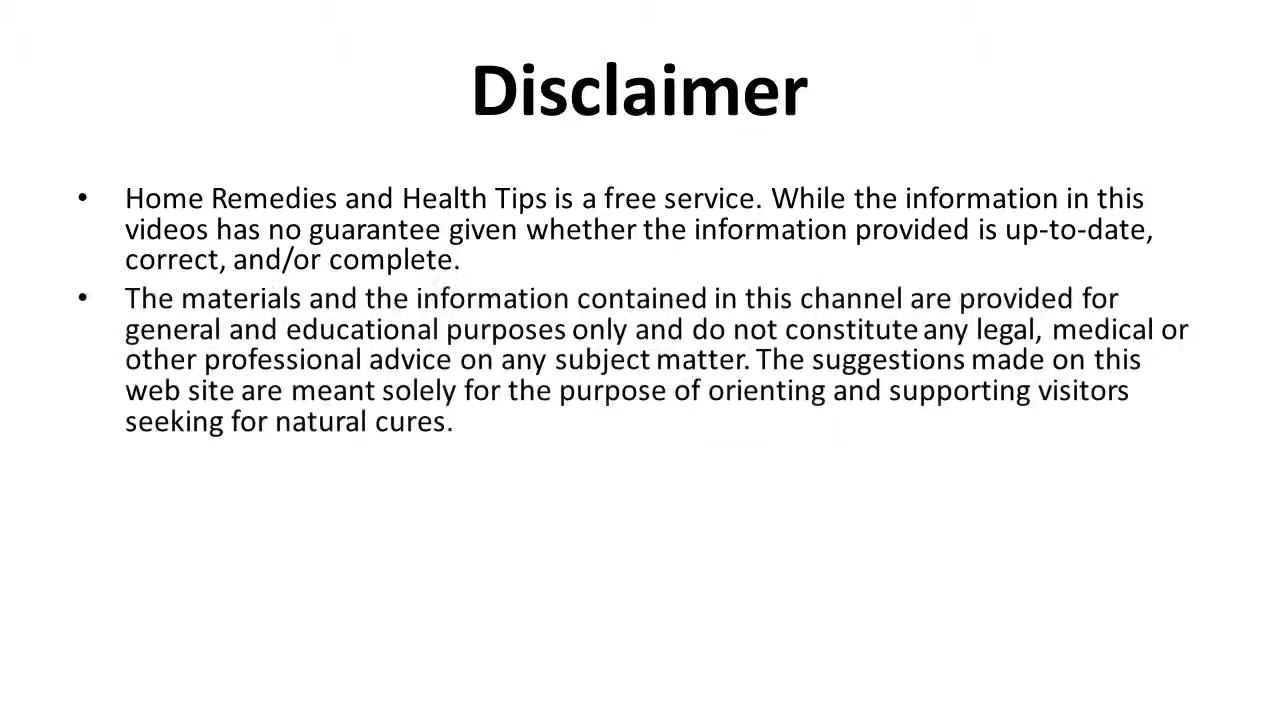 Disclaimer
• Home Remedies and Health Tips is a free service. While the information in this
videos has no guarantee given whether the information provided is up-to-date,
correct, and/or complete.
• The materials and the information contained in this channel are provided for
general and educational purposes only and do not constitute any legal, medical or
other professional advice on any subject matter. The suggestions made on this
web site are meant solely for the purpose of orienting and supporting visitors
seeking for natural cures.